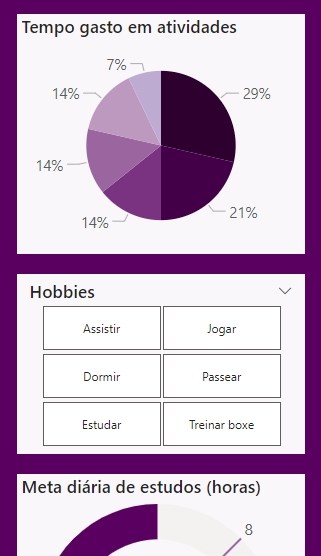 Tempo gasto em atividades
7%
14%
29%
14%
14%
21%
Hobbies
Assistir Jogar
Dormir Passear
Estudar Treinar boxe
Meta diária de estudos (horas)
8